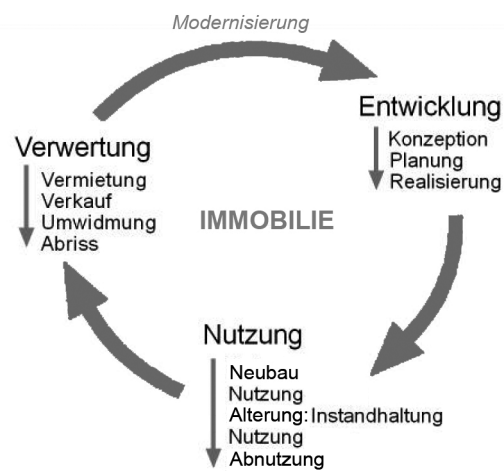 Modernisierung
Entwicklung
Konzeption
Planung
Realisierung
Verwertung
Vermietung
Verkauf
Umwidmung
Abriss
IMMOBILIE
Nutzung
Neubau
Nutzung
Alterung: Instandhaltung
Nutzung
Abnutzung